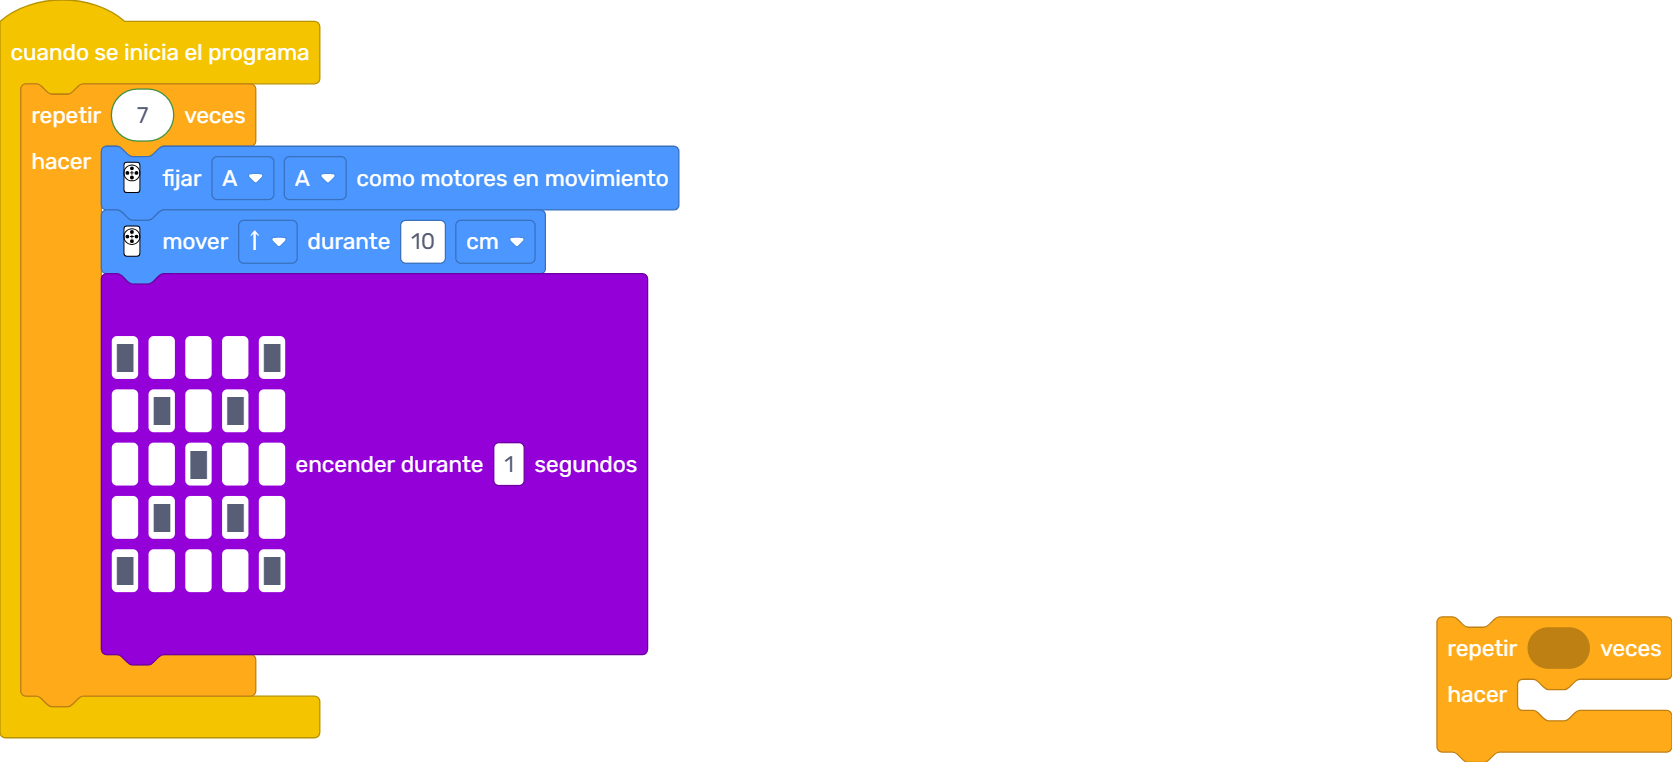 cuando se inicia el programa
repetir 7 veces
hacer
fijar A A como motores en movimiento
mover ↑ durante 10 cm
encender durante 1 segundos
repetir veces
hacer